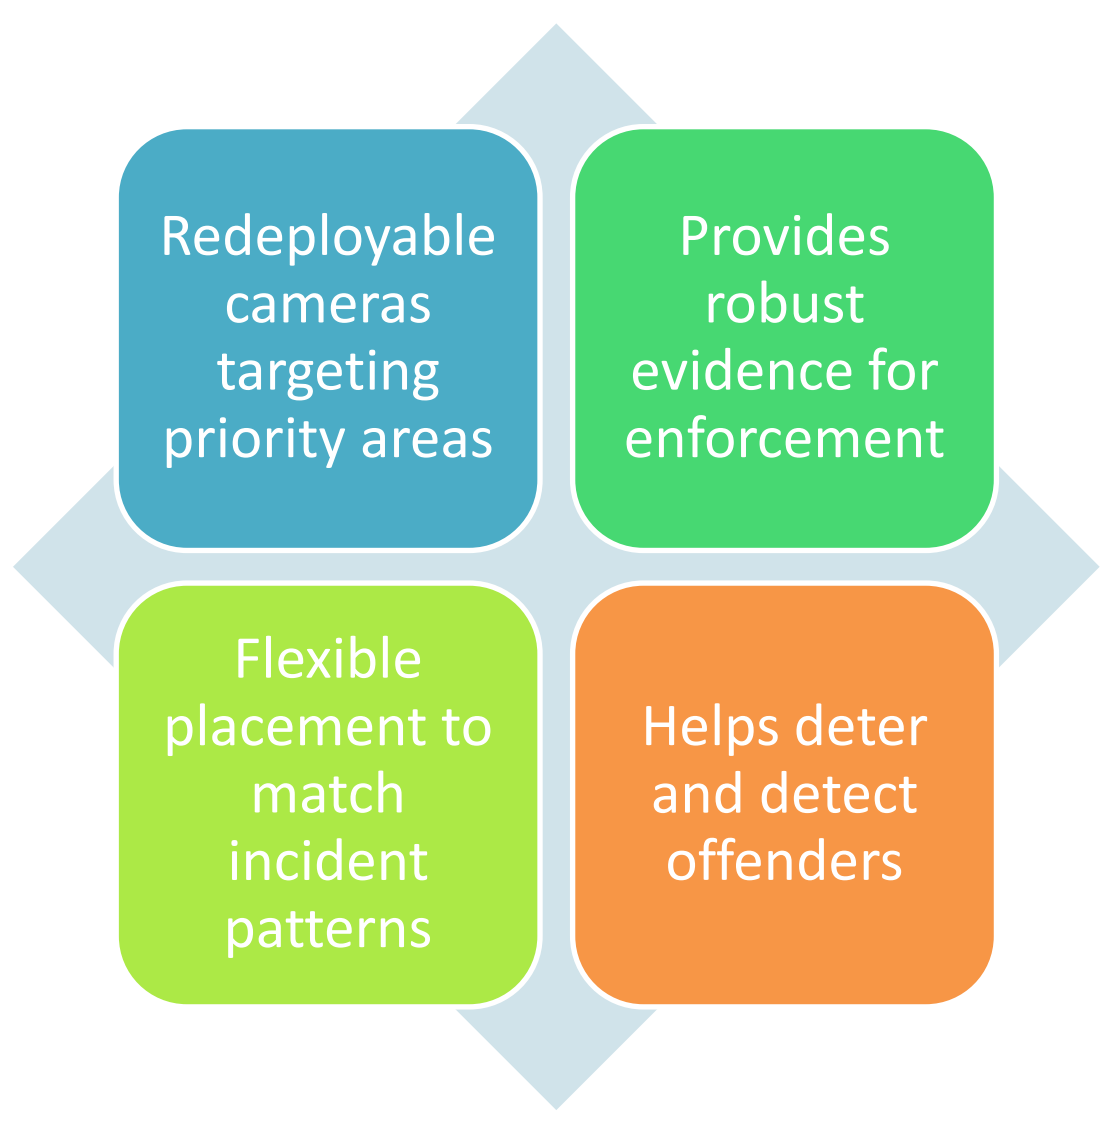 Redeployable
cameras
targeting
priority areas
Provides
robust
evidence for
enforcement
Flexible
placement to
match
incident
patterns
Helps deter
and detect
offenders